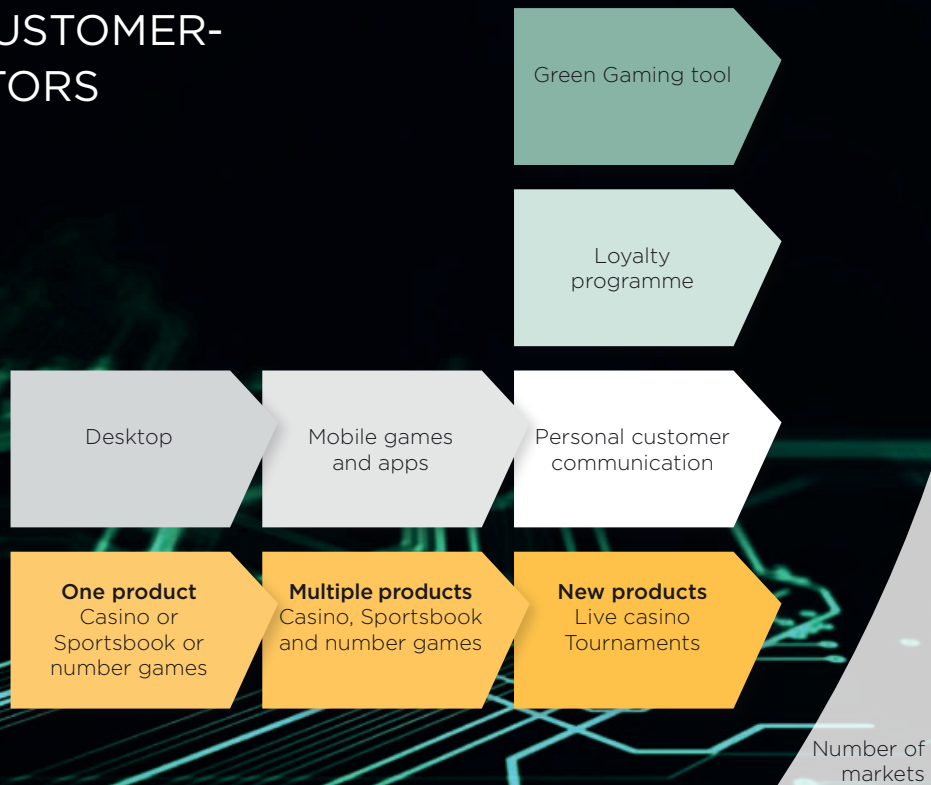 USTOMER-
TORS
Green Gaming tool
Loyalty
programme
Desktop
Mobile games
and apps
Personal customer
communication
One product
Casino or
Sportsbook or
number games
Multiple products
Casino, Sportsbook
and number games
New products
Live casino
Tournaments
Number of
markets